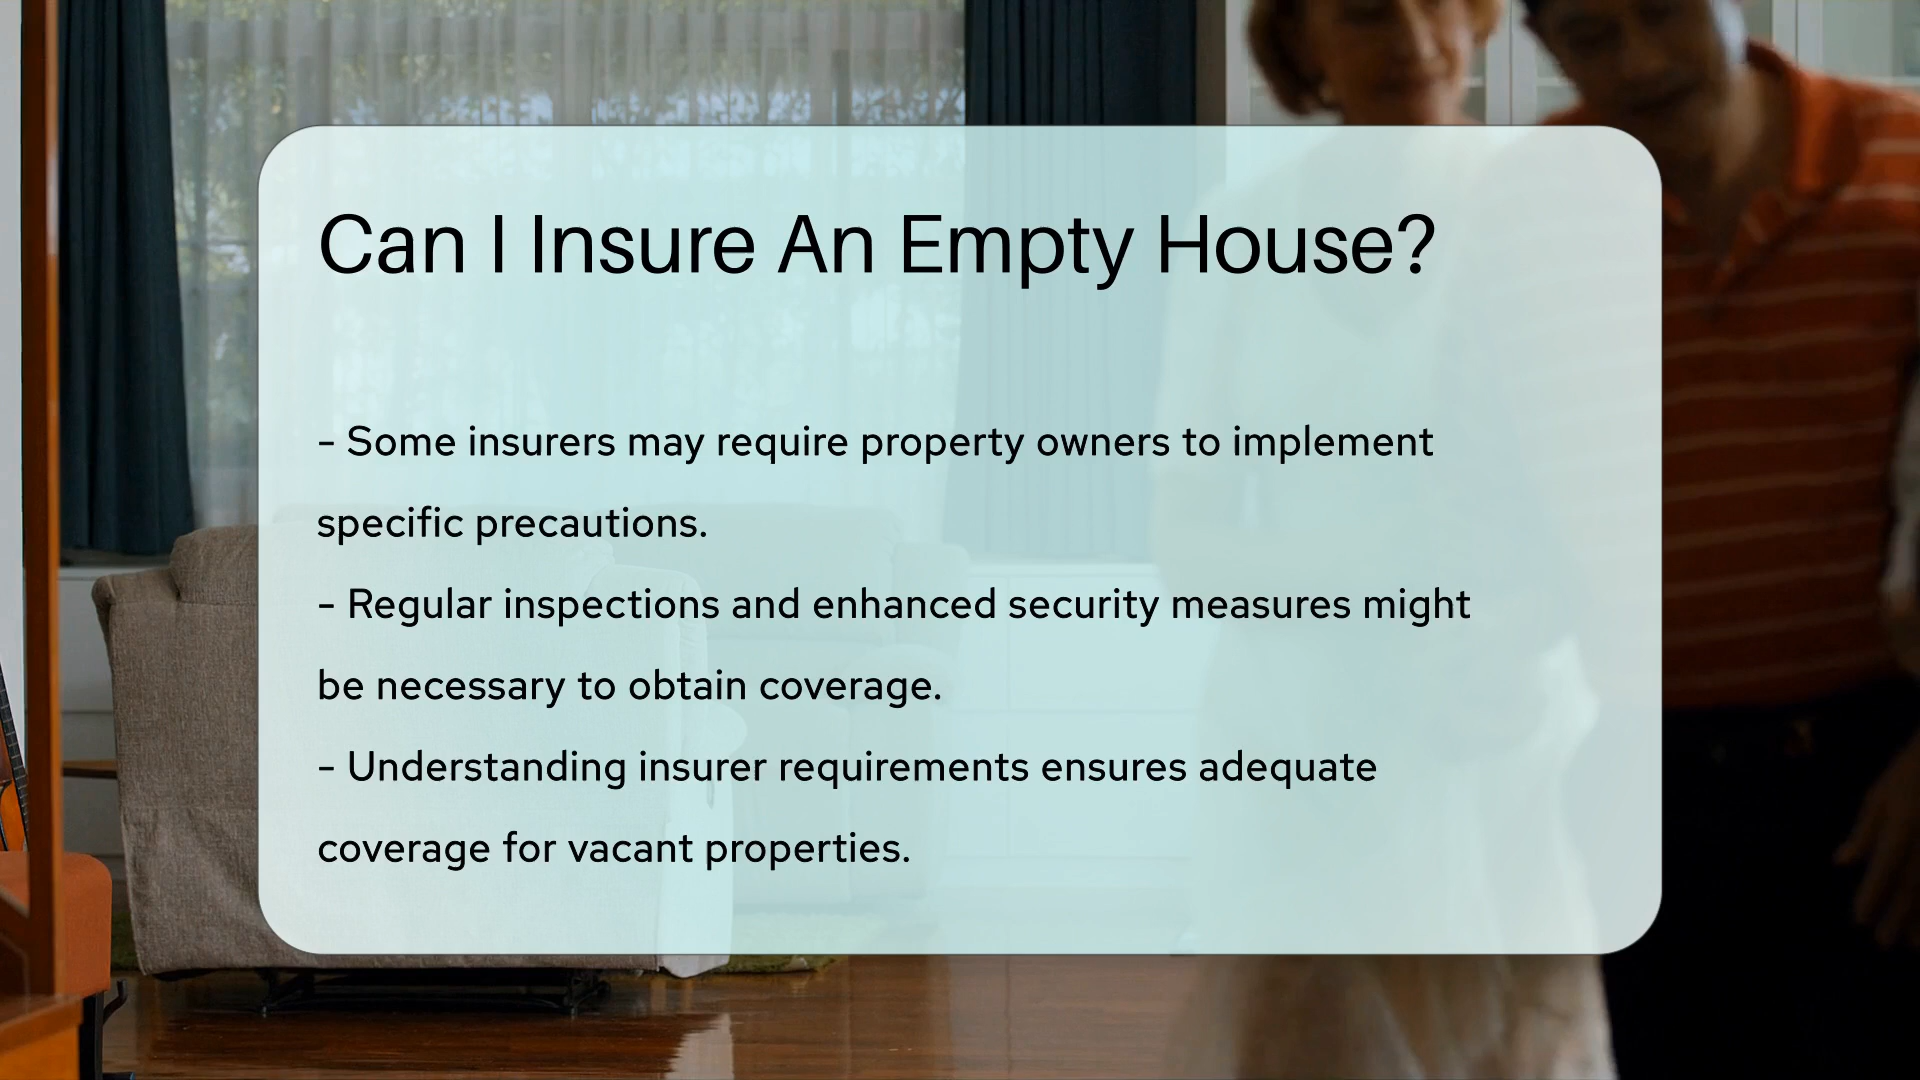 Can I Insure An Empty House?
- Some insurers may require property owners to implement
specific precautions.
- Regular inspections and enhanced security measures might
be necessary to obtain coverage.
- Understanding insurer requirements ensures adequate
coverage for vacant properties.